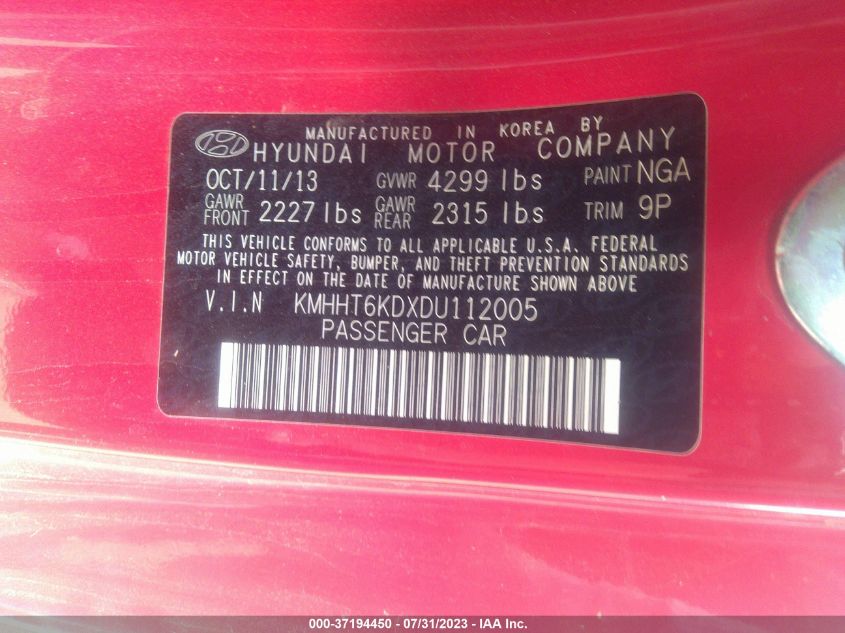 MANUFACTURED IN KOREA BY
HYUNDAI MOTOR COMPANY
OCT/11/13 GVWR 4299 lbs PAINT NGA
GAWR FRONT 2227 lbs GAWR REAR 2315 lbs TRIM 9P
THIS VEHICLE CONFORMS TO ALL APPLICABLE U.S.A. FEDERAL
MOTOR VEHICLE SAFETY, BUMPER, AND THEFT PREVENTION STANDARDS
IN EFFECT ON THE DATE OF MANUFACTURE SHOWN ABOVE
V.I.N KMHHT6KDXDU112005
PASSENGER CAR
000-37194450 - 07/31/2023 - IAA Inc.